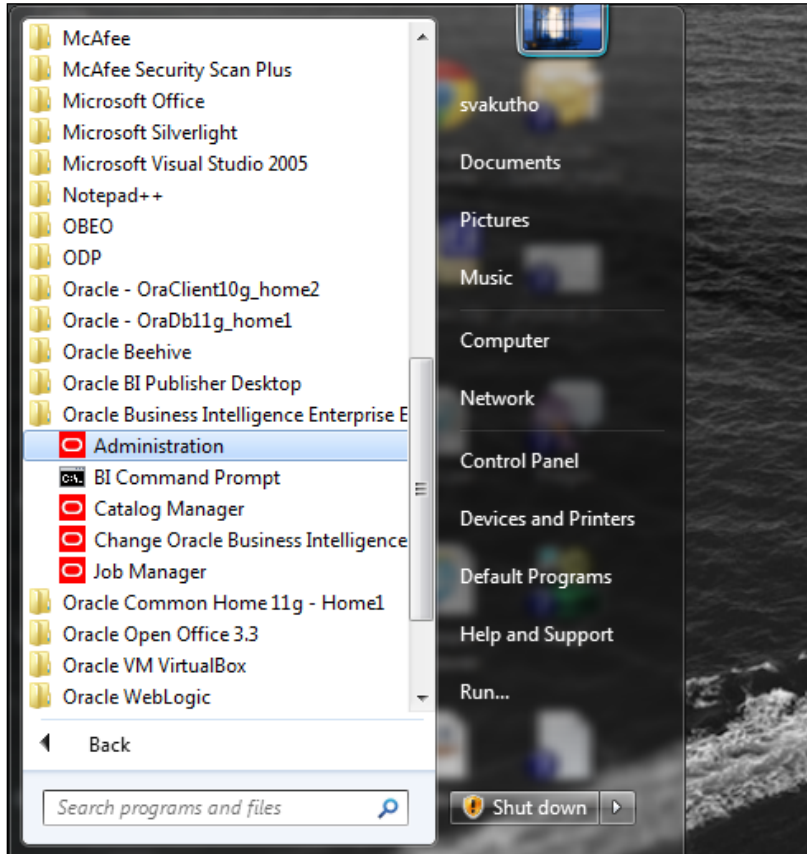 McAfee
McAfee Security Scan Plus
Microsoft Office
Microsoft Silverlight
Microsoft Visual Studio 2005
Notepad++
OBEO
ODP
Oracle - OraClient10g_home2
Oracle - OraDb11g_home1
Oracle Beehive
Oracle BI Publisher Desktop
Oracle Business Intelligence Enterprise E
Administration
BI Command Prompt
Catalog Manager
Change Oracle Business Intelligence
Job Manager
Oracle Common Home 11g - Home1
Oracle Open Office 3.3
Oracle VM VirtualBox
Oracle WebLogic
Back
Search programs and files
svakutho
Documents
Pictures
Music
Computer
Network
Control Panel
Devices and Printers
Default Programs
Help and Support
Run...
Shut down